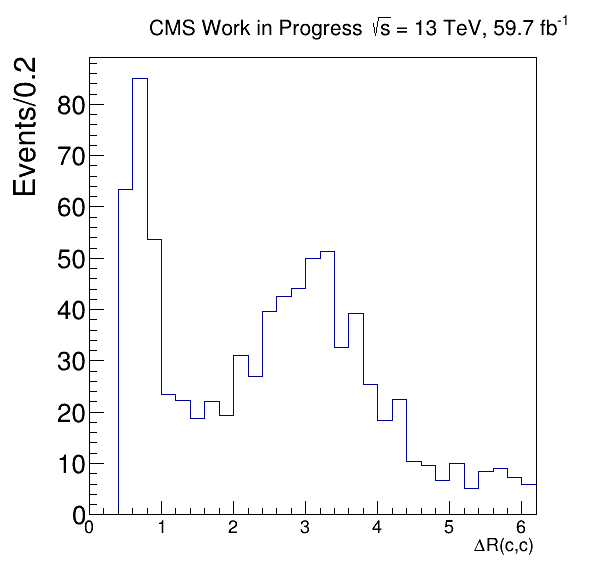 CMS Work in Progress √s = 13 TeV, 59.7 fb⁻¹
Events/0.2
80
70
60
50
40
30
20
10
0
0 1 2 3 4 5 6
ΔR(c,c)